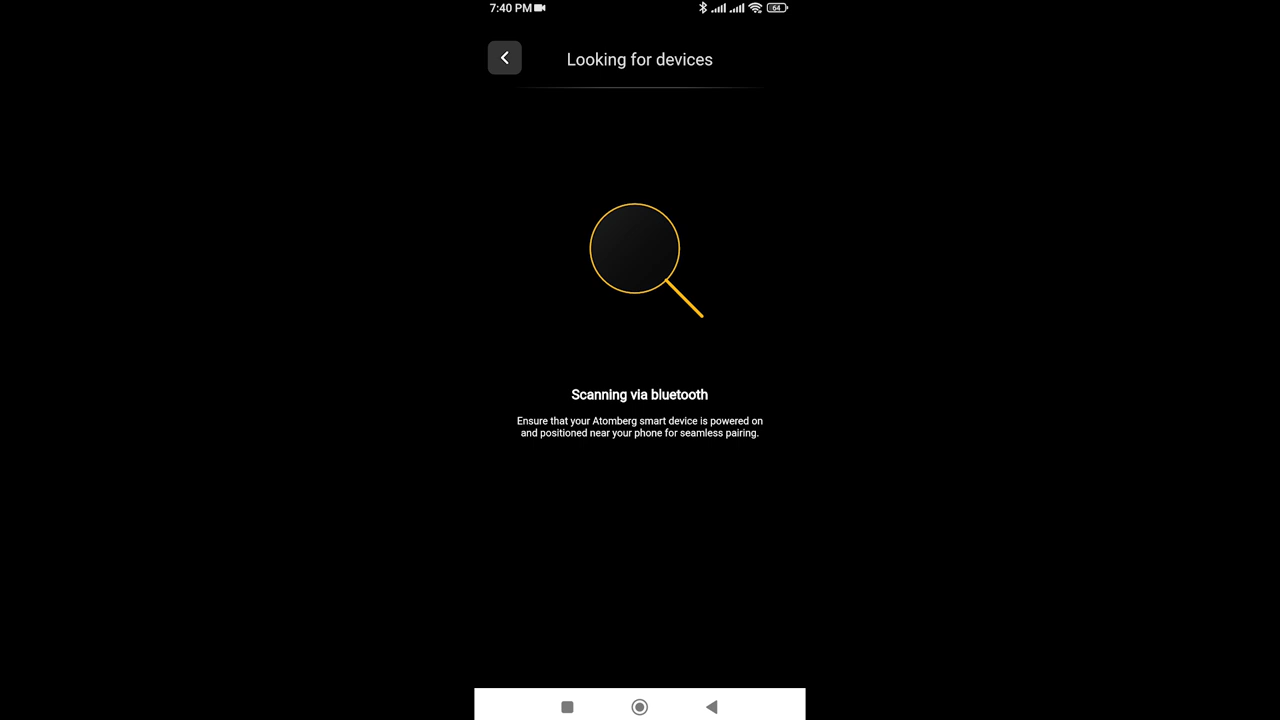 7:40 PM
64
Looking for devices
Scanning via bluetooth
Ensure that your Atomberg smart device is powered on
and positioned near your phone for seamless pairing.